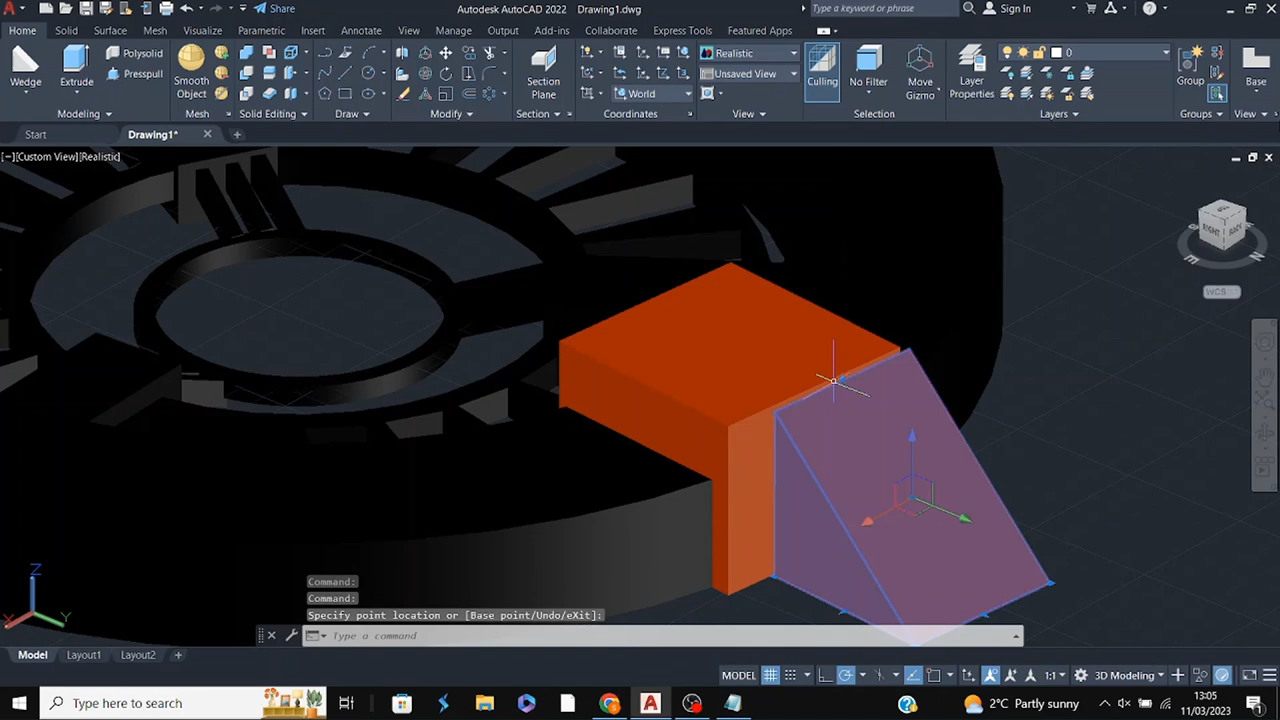 Share
Autodesk AutoCAD 2022 Drawing1.dwg
Type a keyword or phrase
Sign In
Home Solid Surface Mesh Visualize Parametric Insert Annotate View Manage Output Add-ins Collaborate Express Tools Featured Apps
Wedge
Extrude
Polysolid
Presspull
Smooth
Object
Section
Plane
World
Realistic
Unsaved View
Culling
No Filter
Move
Gizmo
Layer
Properties
0
Group
Base
Modeling Mesh Solid Editing Draw Modify Section Coordinates View Selection Layers Groups View
Start Drawing1*
[−][Custom View][Realistic]
RIGHT BACK
WCS
Z
X Y
Command:
Command:
Specify point location or [Base point/Undo/eXit]:
Type a command
Model Layout1 Layout2
MODEL 1:1 3D Modeling
Type here to search
2°C Partly sunny
13:05
11/03/2023